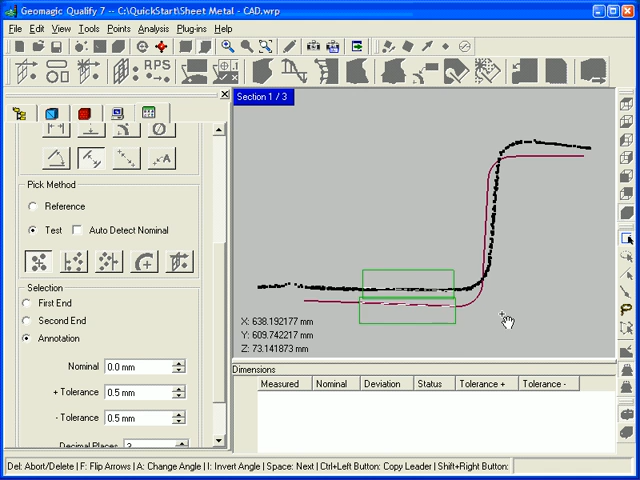 Geomagic Qualify 7 -- C:\QuickStart\Sheet Metal - CAD.wrp
File Edit View Tools Points Analysis Plug-ins Help
RPS
Section 1 / 3
Pick Method
Reference
Test Auto Detect Nominal
Selection
First End
Second End
Annotation
Nominal 0.0 mm
+ Tolerance 0.5 mm
- Tolerance 0.5 mm
Decimal Places 3
X: 638.192177 mm
Y: 609.742217 mm
Z: 73.141873 mm
Dimensions
Measured Nominal Deviation Status Tolerance + Tolerance -
Del: Abort/Delete | F: Flip Arrows | A: Change Angle | I: Invert Angle | Space: Next | Ctrl+Left Button: Copy Leader | Shift+Right Button: